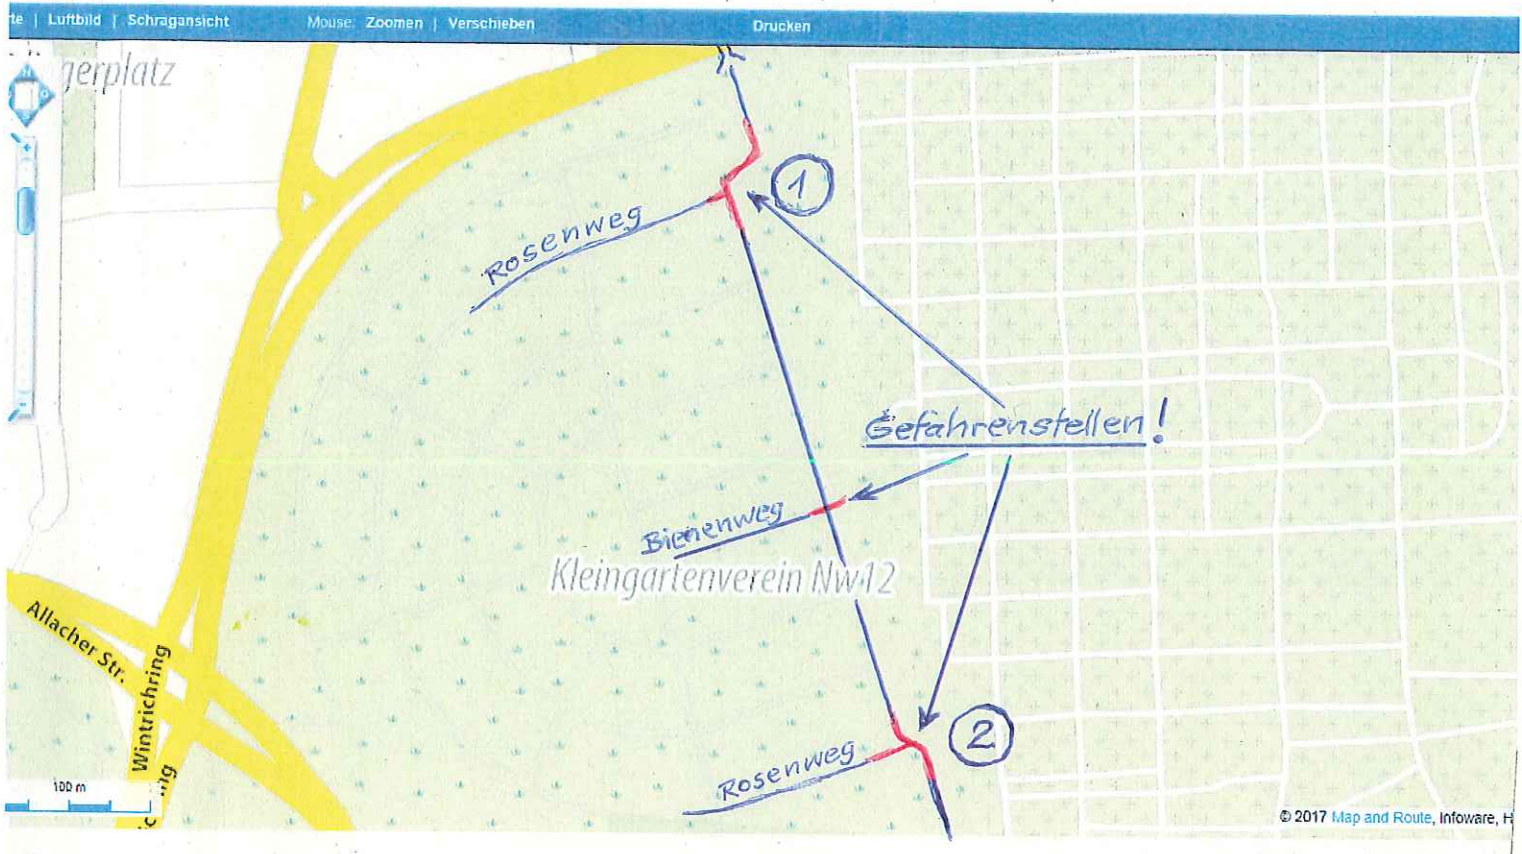 te | Luftbild | Schrägansicht Mouse: Zoomen | Verschieben Drucken
gerplatz
1
Rosenweg
Gefahrenstellen!
Bienenweg
Kleingartenverein Nw12
Allacher Str.
Wintrichring
2
Rosenweg
100 m
© 2017 Map and Route, Infoware, H